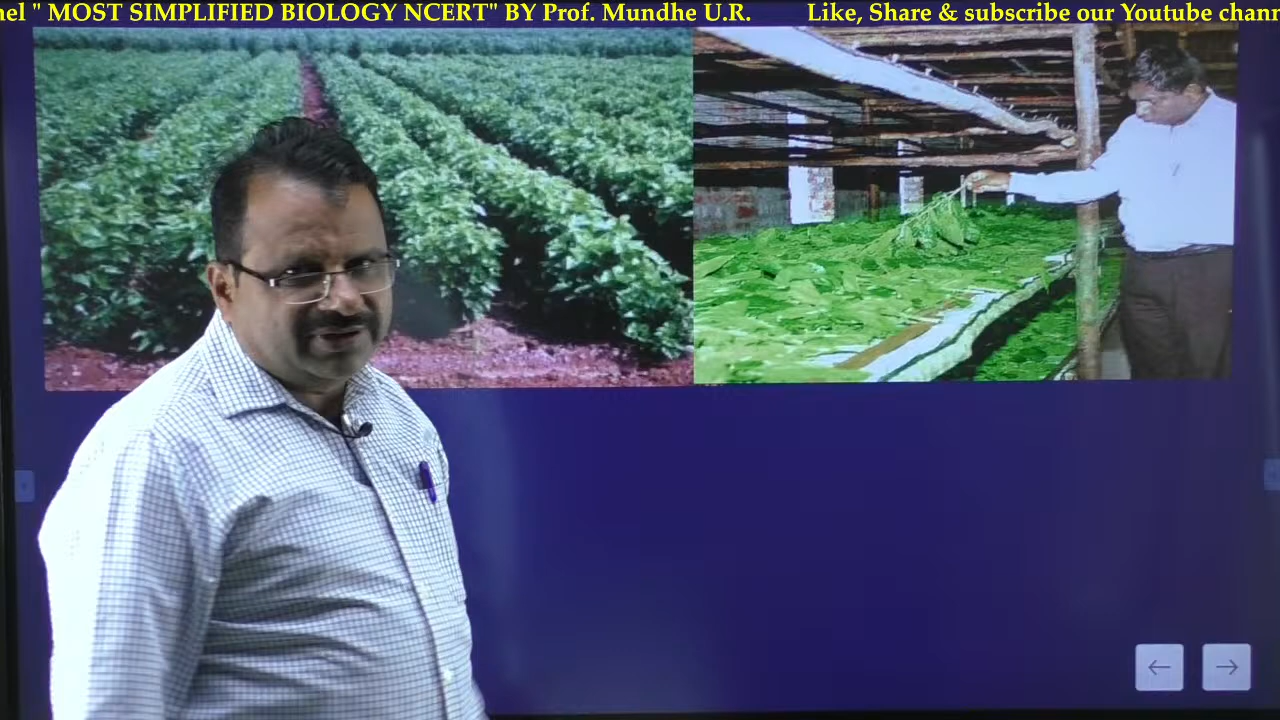 nel " MOST SIMPLIFIED BIOLOGY NCERT" BY Prof. Mundhe U.R. Like, Share & subscribe our Youtube chann